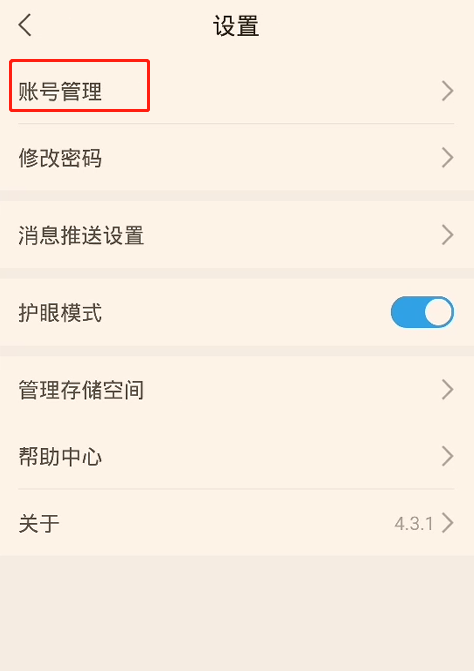 设置
账号管理
修改密码
消息推送设置
护眼模式
管理存储空间
帮助中心
关于 4.3.1